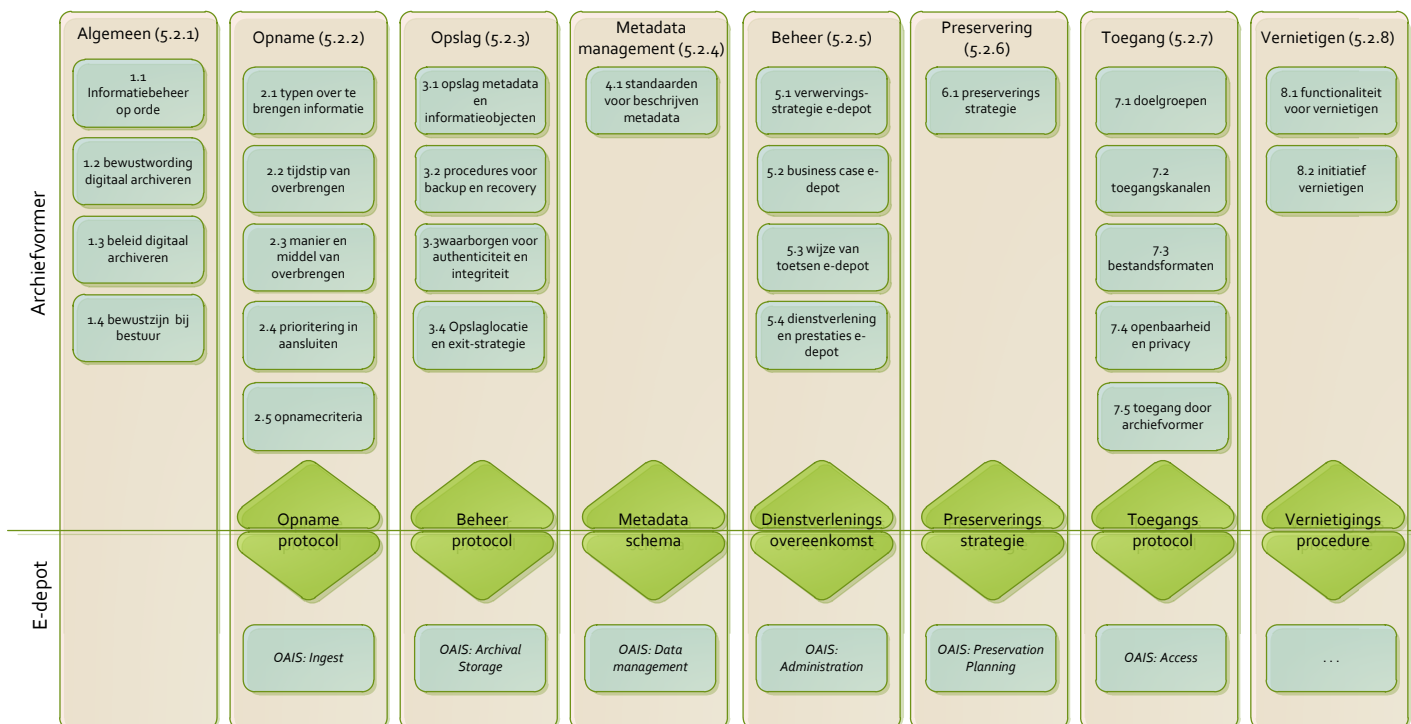 Archiefvormer
E-depot
Algemeen (5.2.1)
1.1
Informatiebeheer
op orde
1.2 bewustwording
digitaal archiveren
1.3 beleid digitaal
archiveren
1.4 bewustzijn bij
bestuur
Opname (5.2.2)
2.1 typen over te
brengen informatie
2.2 tijdstip van
overbrengen
2.3 manier en
middel van
overbrengen
2.4 prioritering in
aansluiten
2.5 opnamecriteria
Opname
protocol
OAIS: Ingest
Opslag (5.2.3)
3.1 opslag metadata
en
informatieobjecten
3.2 procedures voor
backup en recovery
3.3waarborgen voor
authenticiteit en
integriteit
3.4 Opslaglocatie
en exit-strategie
Beheer
protocol
OAIS: Archival
Storage
Metadata
management (5.2.4)
4.1 standaarden
voor beschrijven
metadata
Metadata
schema
OAIS: Data
management
Beheer (5.2.5)
5.1 verwervings-
strategie e-depot
5.2 business case e-
depot
5.3 wijze van
toetsen e-depot
5.4 dienstverlening
en prestaties e-
depot
Dienstverlenings
overeenkomst
OAIS:
Administration
Preservering
(5.2.6)
6.1 preserverings
strategie
Preserverings
strategie
OAIS: Preservation
Planning
Toegang (5.2.7)
7.1 doelgroepen
7.2
toegangskanalen
7.3
bestandsformaten
7.4 openbaarheid
en privacy
7.5 toegang door
archiefvormer
Toegangs
protocol
OAIS: Access
Vernietigen (5.2.8)
8.1 functionaliteit
voor vernietigen
8.2 initiatief
vernietigen
Vernietigings
procedure
. . .